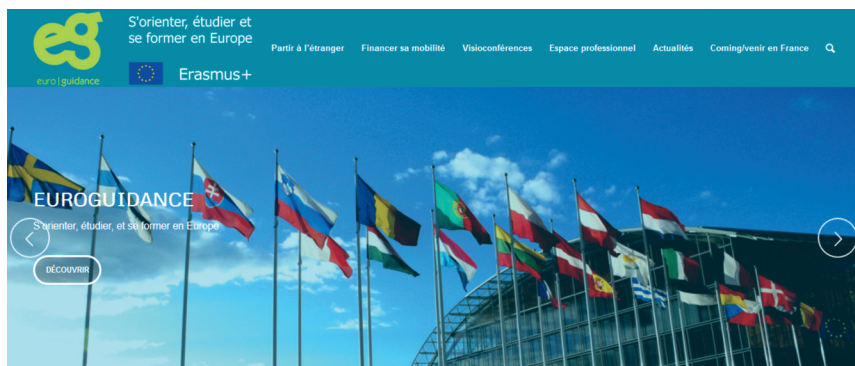 S'orienter, étudier et
se former en Europe
Erasmus+
euro|guidance
Partir à l'étranger Financer sa mobilité Visioconférences Espace professionnel Actualités Coming/venir en France
EUROGUIDANCE
S'orienter, étudier, et se former en Europe
DÉCOUVRIR